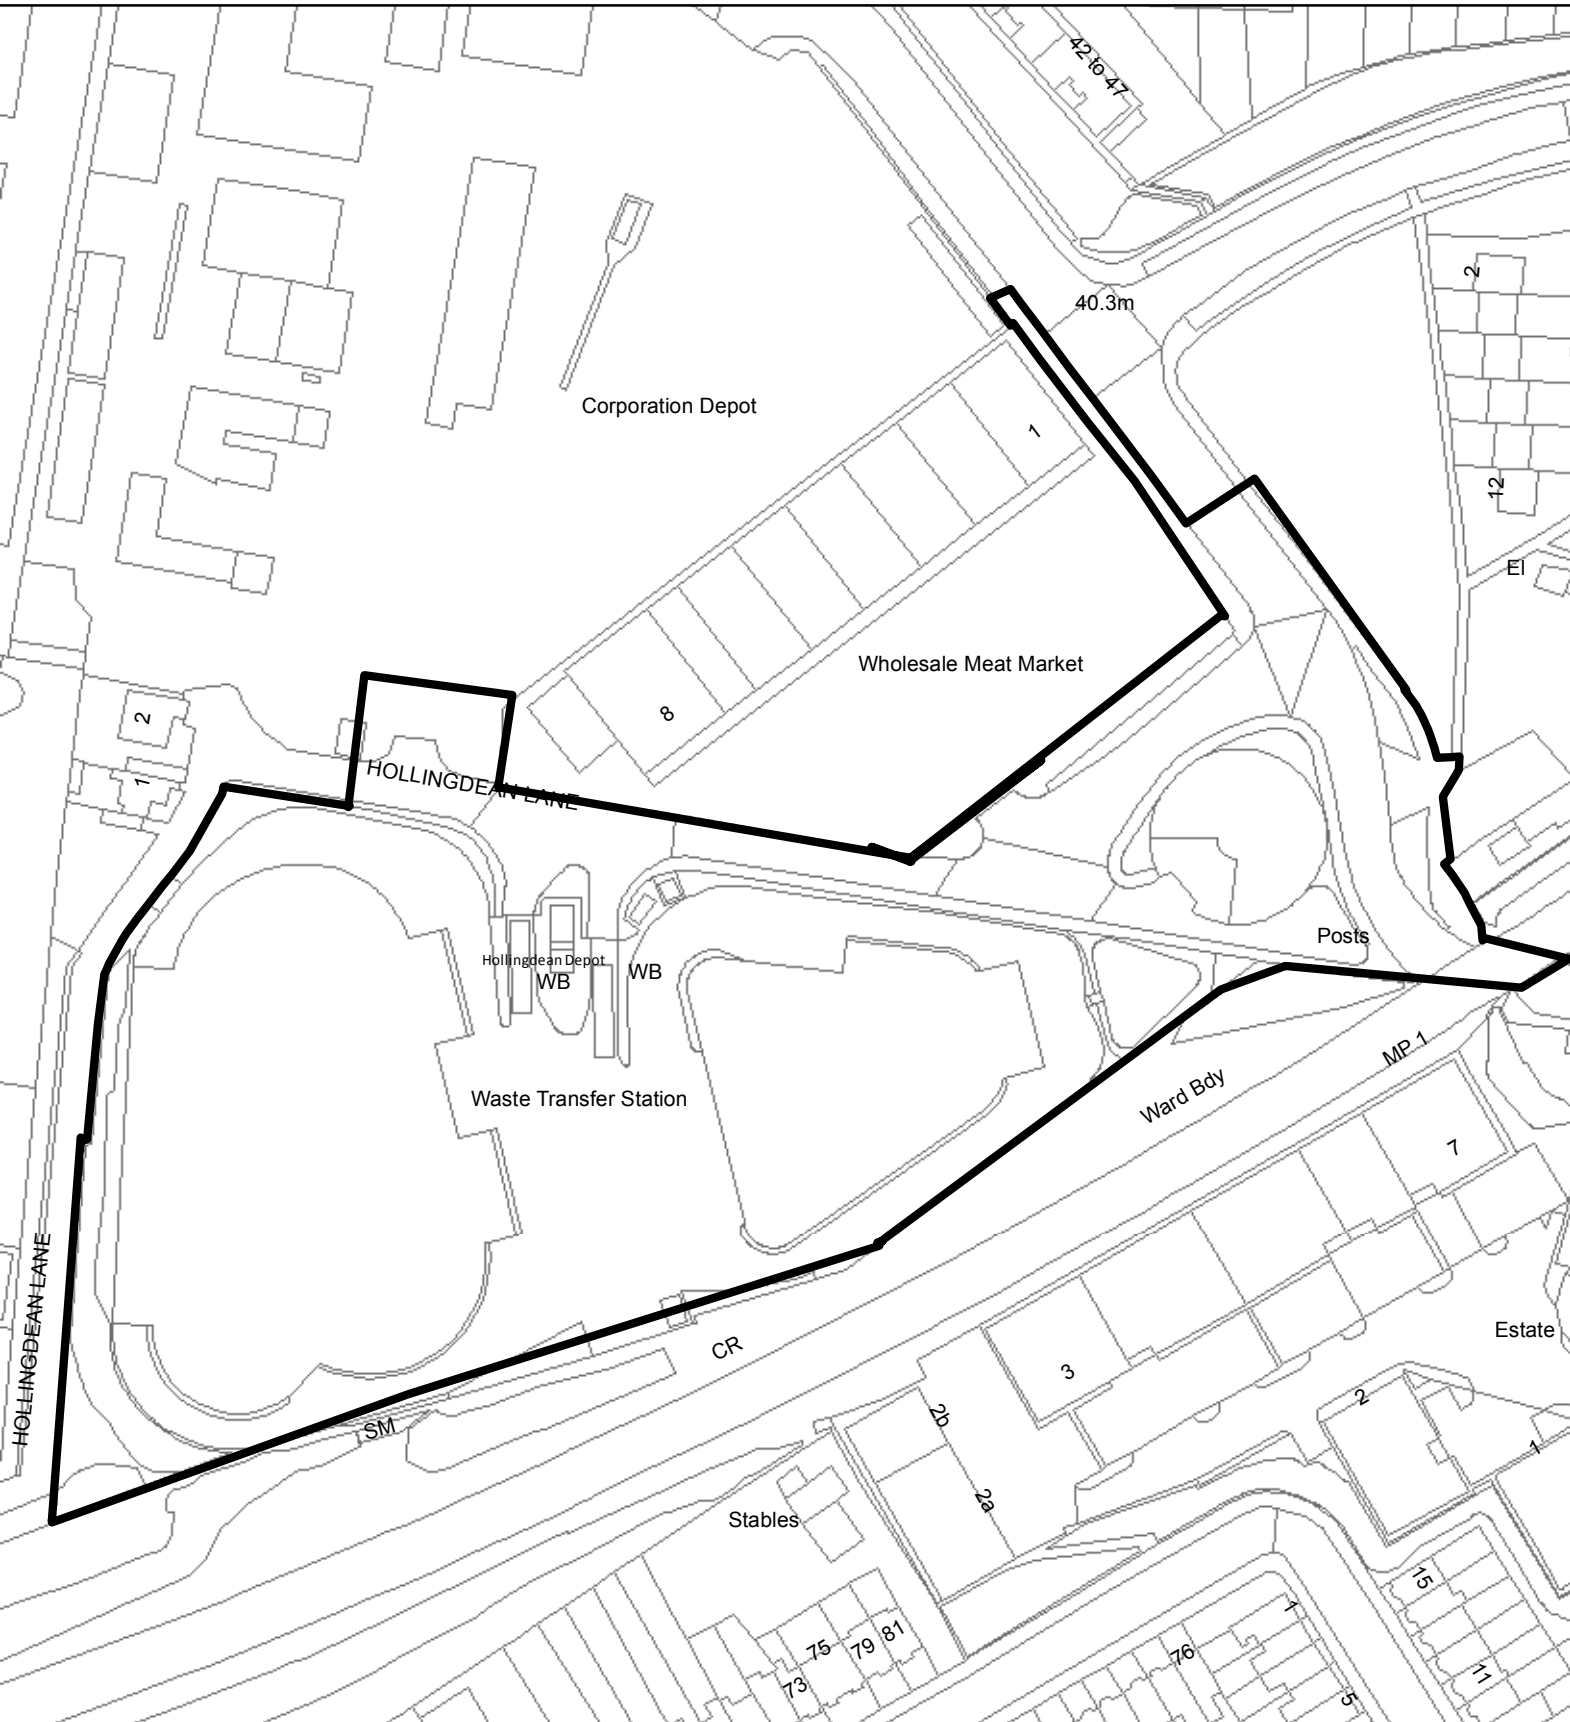 42 to 47
2
40.3m
Corporation Depot
1
12
El
Wholesale Meat Market
2
8
1
HOLLINGDEAN LANE
Posts
Hollingdean Depot
WB
WB
MP 1
Waste Transfer Station
Ward Bdy
7
HOLLINGDEAN LANE
Estate
CR
3
2
2b
SM
1
2a
Stables
15
1
81
75
79
76
11
73
5